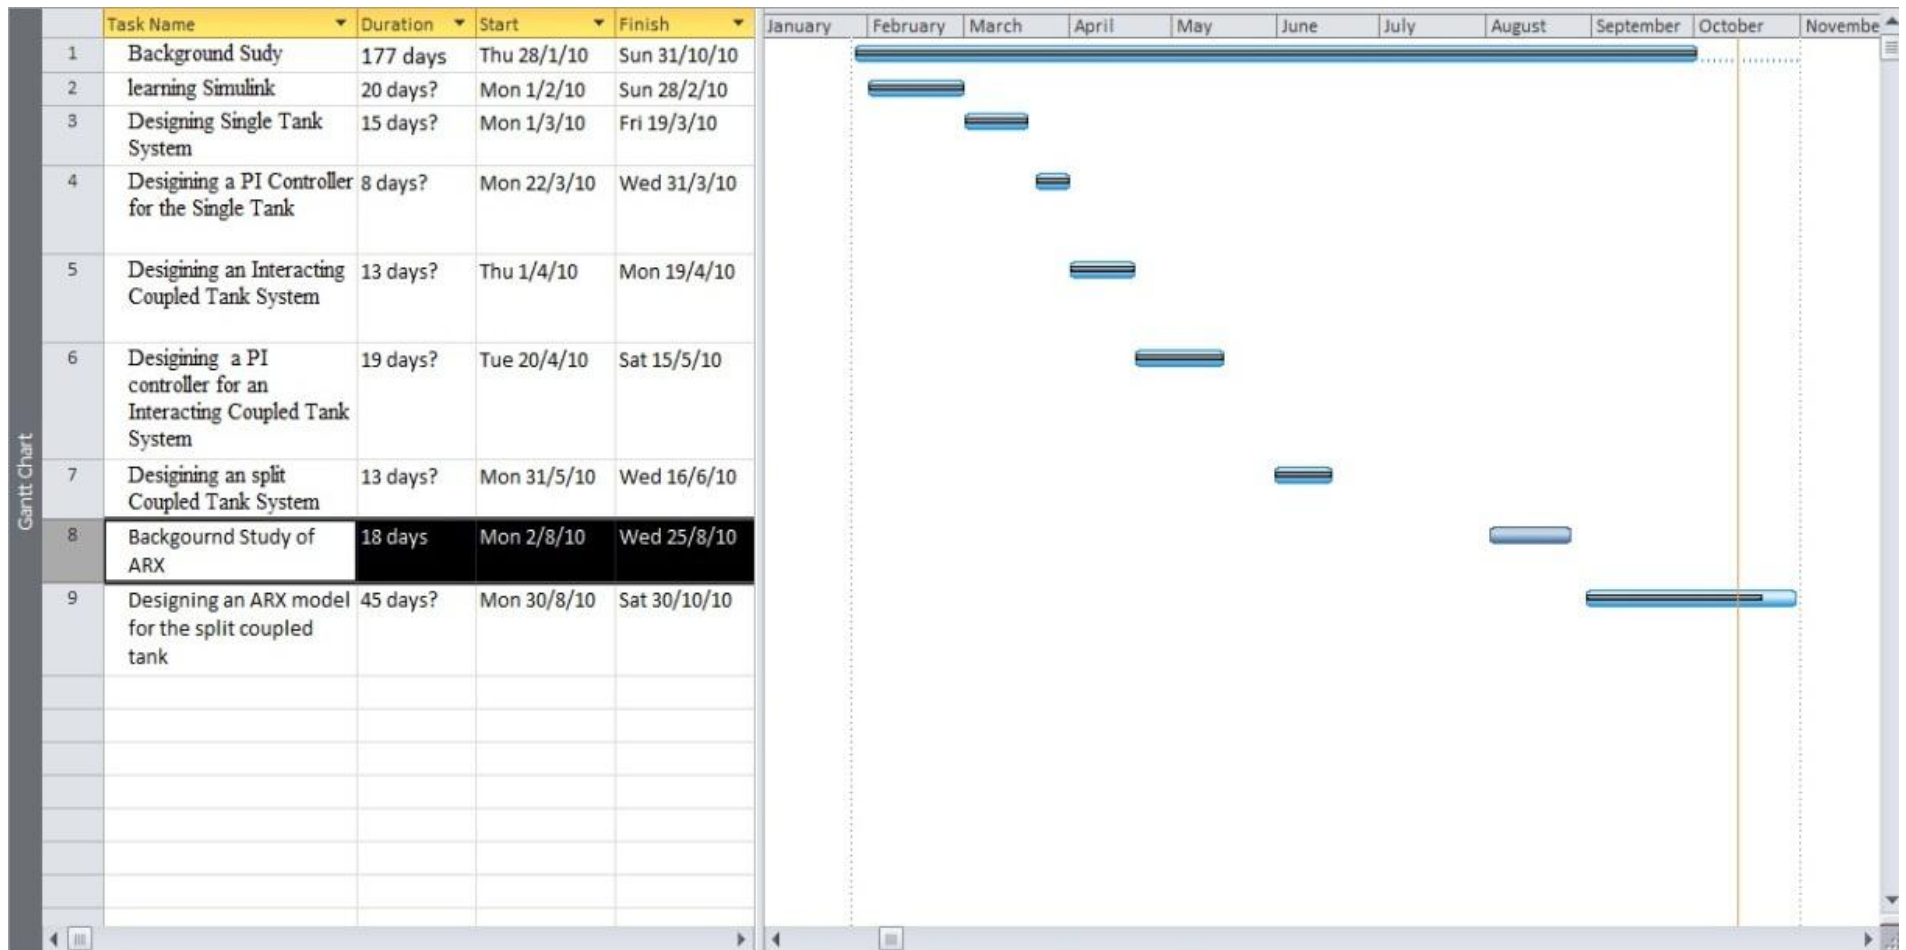 Task Name Duration Start Finish January February March April May June July August September October Novembe
1 Background Sudy 177 days Thu 28/1/10 Sun 31/10/10
2 learning Simulink 20 days? Mon 1/2/10 Sun 28/2/10
3 Designing Single Tank 15 days? Mon 1/3/10 Fri 19/3/10
System
4 Desigining a PI Controller 8 days? Mon 22/3/10 Wed 31/3/10
for the Single Tank
5 Desigining an Interacting 13 days? Thu 1/4/10 Mon 19/4/10
Coupled Tank System
6 Desigining a PI 19 days? Tue 20/4/10 Sat 15/5/10
controller for an
Interacting Coupled Tank
System
7 Desigining an split 13 days? Mon 31/5/10 Wed 16/6/10
Coupled Tank System
8 Backgournd Study of 18 days Mon 2/8/10 Wed 25/8/10
ARX
9 Designing an ARX model 45 days? Mon 30/8/10 Sat 30/10/10
for the split coupled
tank
Gantt Chart